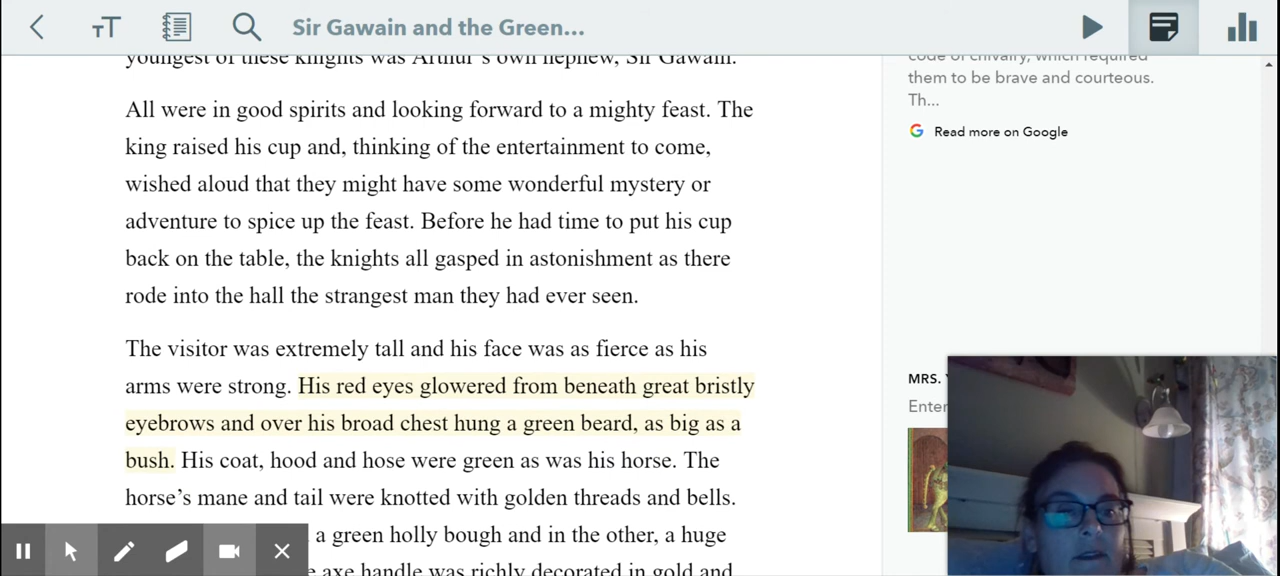 Sir Gawain and the Green...
youngest of these knights was Arthur's own nephew, Sir Gawain.
All were in good spirits and looking forward to a mighty feast. The
king raised his cup and, thinking of the entertainment to come,
wished aloud that they might have some wonderful mystery or
adventure to spice up the feast. Before he had time to put his cup
back on the table, the knights all gasped in astonishment as there
rode into the hall the strangest man they had ever seen.
The visitor was extremely tall and his face was as fierce as his
arms were strong. His red eyes glowered from beneath great bristly
eyebrows and over his broad chest hung a green beard, as big as a
bush. His coat, hood and hose were green as was his horse. The
horse's mane and tail were knotted with golden threads and bells.
a green holly bough and in the other, a huge
axe handle was richly decorated in gold and
code of chivalry, which required
them to be brave and courteous.
Th...
Read more on Google
MRS.
Enter